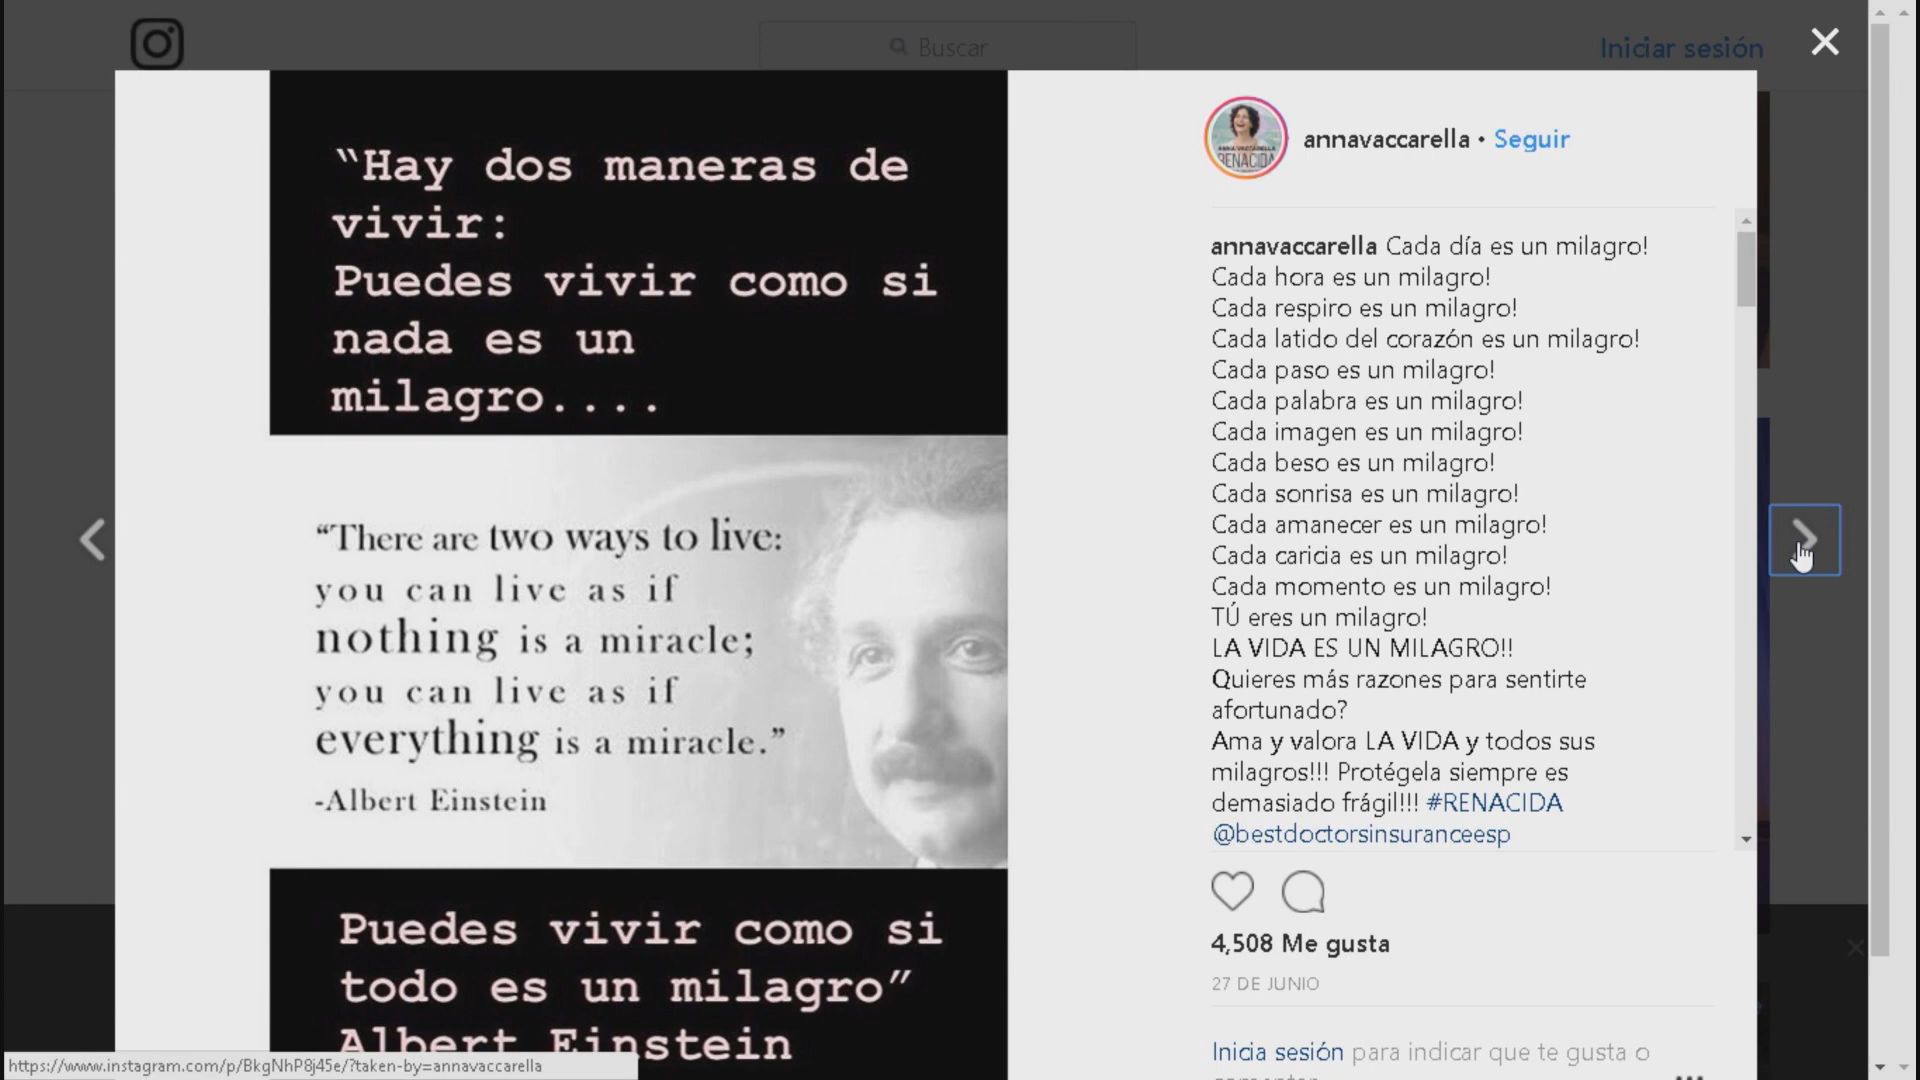 Buscar
Iniciar sesión
“Hay dos maneras de
vivir:
Puedes vivir como si
nada es un
milagro....
“There are two ways to live:
you can live as if
nothing is a miracle;
you can live as if
everything is a miracle.”
-Albert Einstein
Puedes vivir como si
todo es un milagro”
Albert Einstein
https://www.instagram.com/p/BkgNhP8j45e/?taken-by=annavaccarella
RENACIDA
annavaccarella • Seguir
annavaccarella Cada día es un milagro!
Cada hora es un milagro!
Cada respiro es un milagro!
Cada latido del corazón es un milagro!
Cada paso es un milagro!
Cada palabra es un milagro!
Cada imagen es un milagro!
Cada beso es un milagro!
Cada sonrisa es un milagro!
Cada amanecer es un milagro!
Cada caricia es un milagro!
Cada momento es un milagro!
TÚ eres un milagro!
LA VIDA ES UN MILAGRO!!
Quieres más razones para sentirte
afortunado?
Ama y valora LA VIDA y todos sus
milagros!!! Protégela siempre es
demasiado frágil!!! #RENACIDA
@bestdoctorsinsuranceesp
4,508 Me gusta
27 DE JUNIO
Inicia sesión para indicar que te gusta o